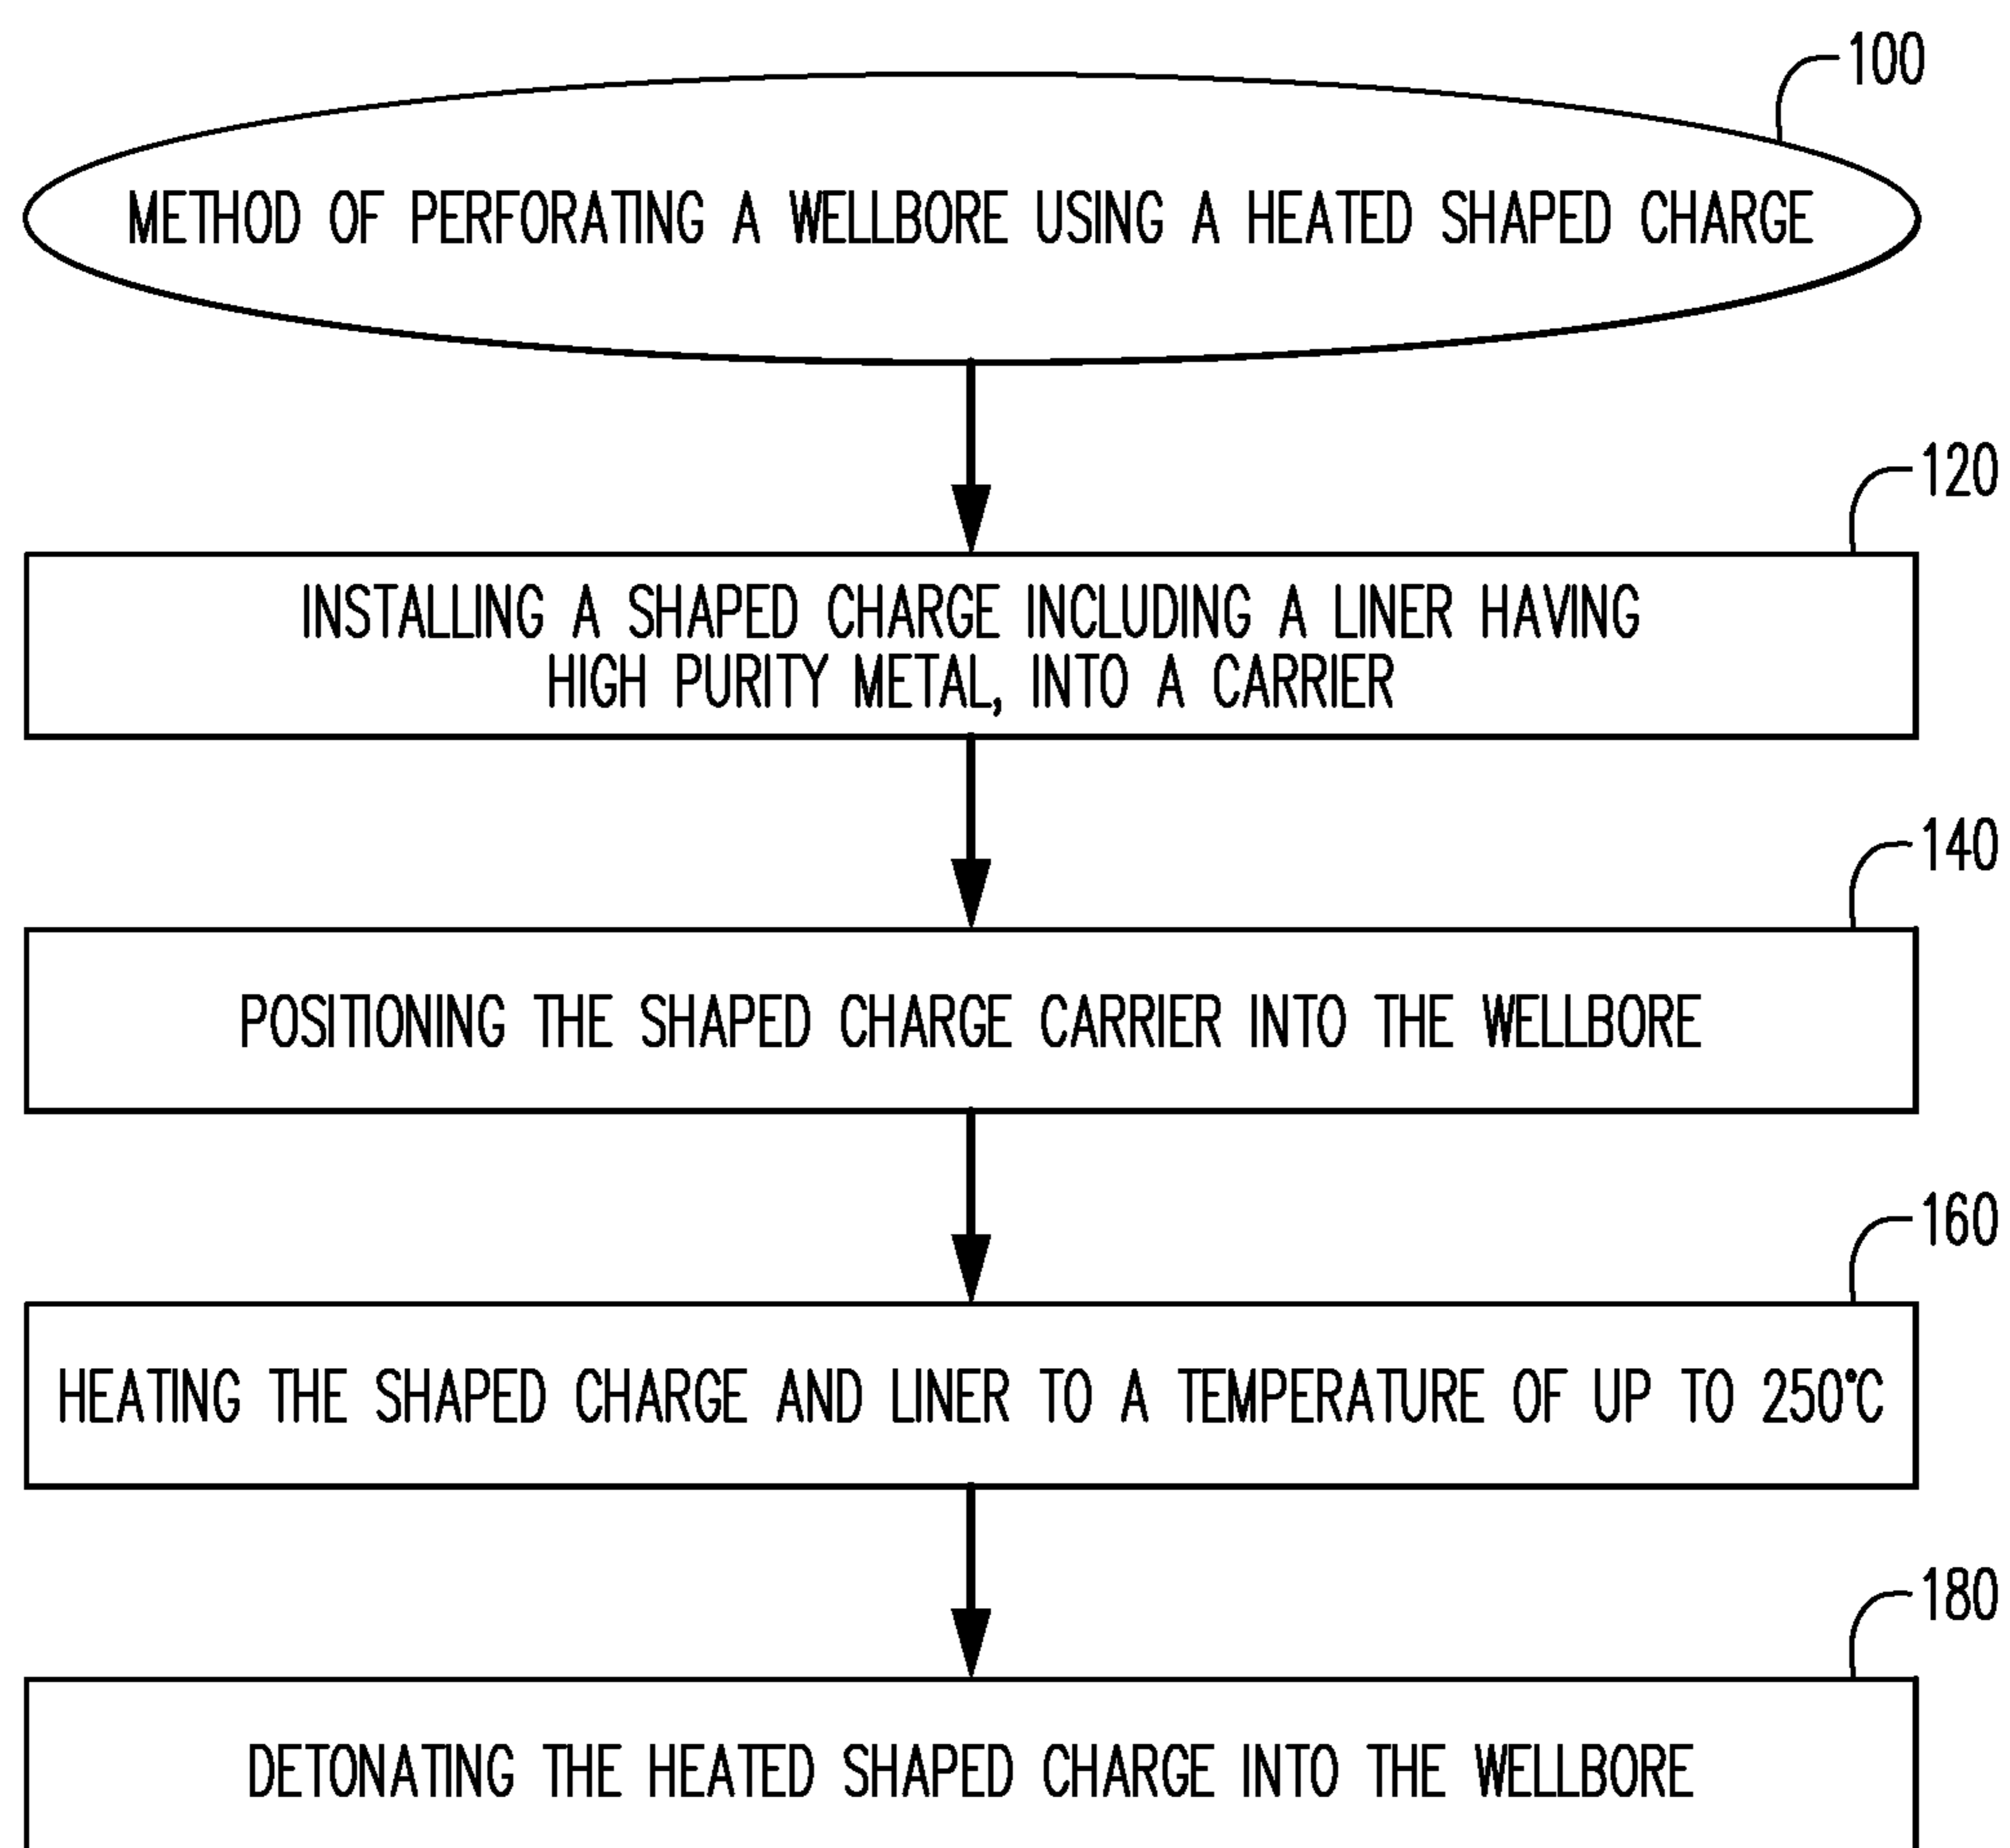 100
METHOD OF PERFORATING A WELLBORE USING A HEATED SHAPED CHARGE
120
INSTALLING A SHAPED CHARGE INCLUDING A LINER HAVING
HIGH PURITY METAL, INTO A CARRIER
140
POSITIONING THE SHAPED CHARGE CARRIER INTO THE WELLBORE
160
HEATING THE SHAPED CHARGE AND LINER TO A TEMPERATURE OF UP TO 250°C
180
DETONATING THE HEATED SHAPED CHARGE INTO THE WELLBORE